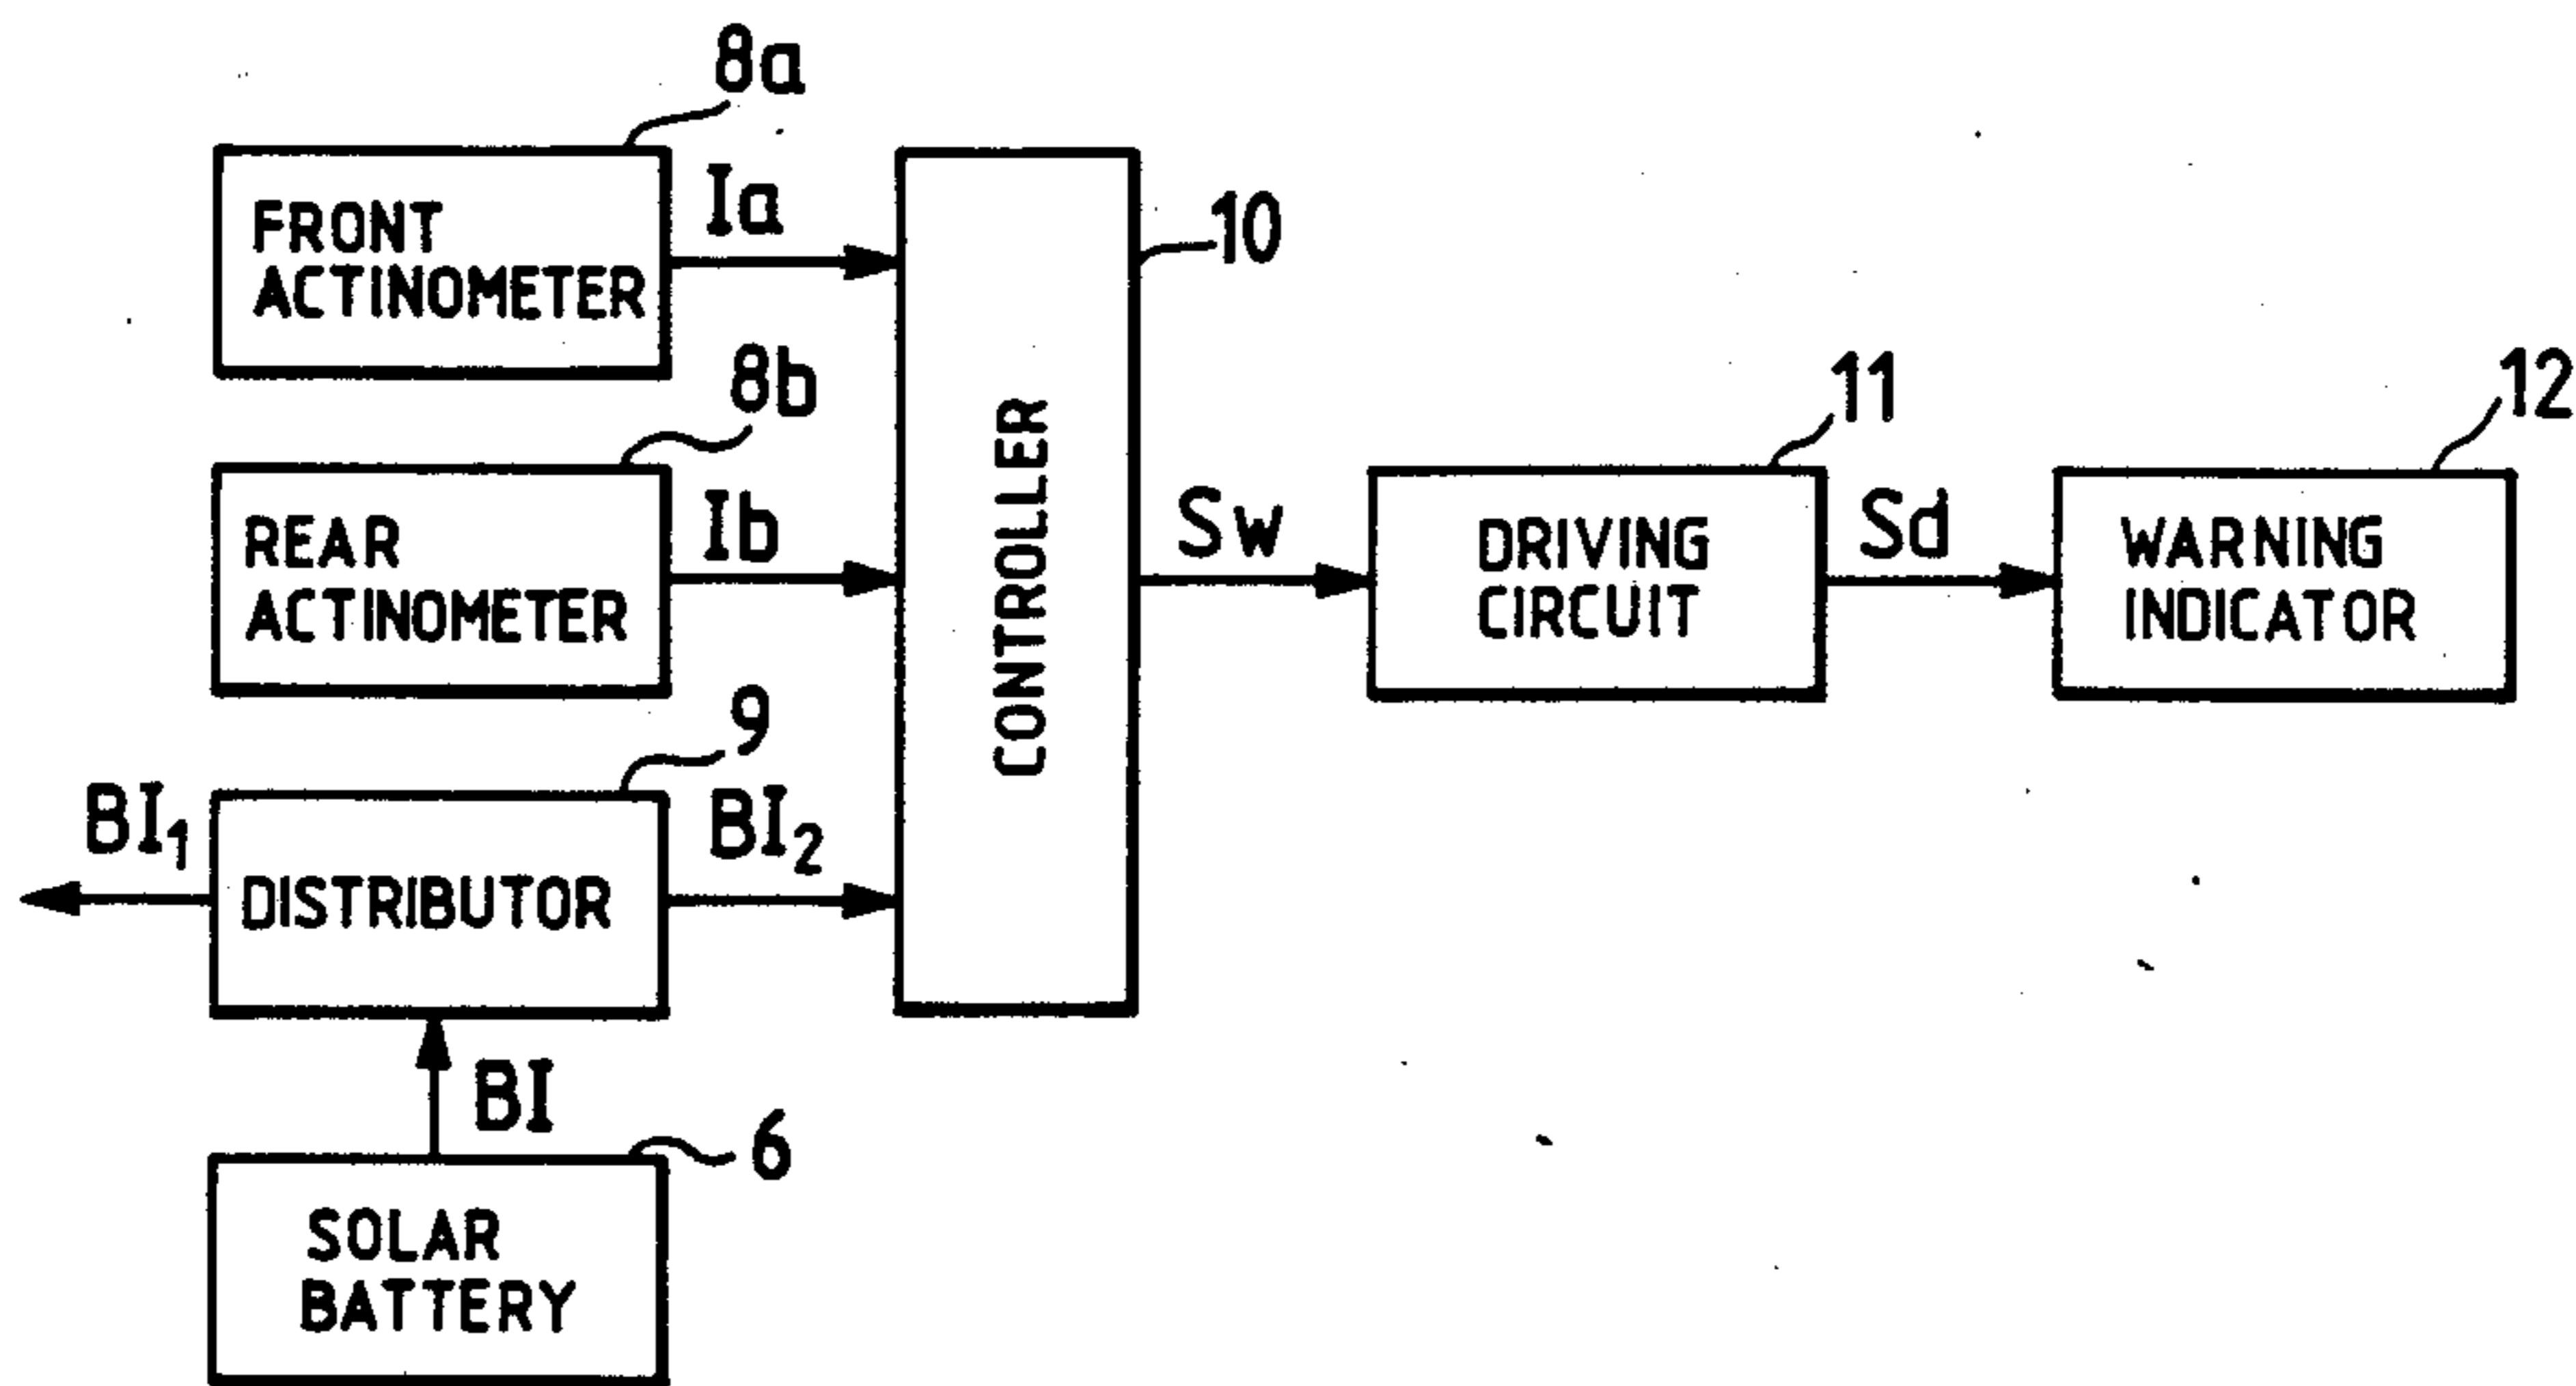 8a
FRONT
ACTINOMETER
Ia
10
8b
REAR
ACTINOMETER
Ib
CONTROLLER
Sw
11
DRIVING
CIRCUIT
Sd
12
WARNING
INDICATOR
9
BI1
DISTRIBUTOR
BI2
BI
6
SOLAR
BATTERY